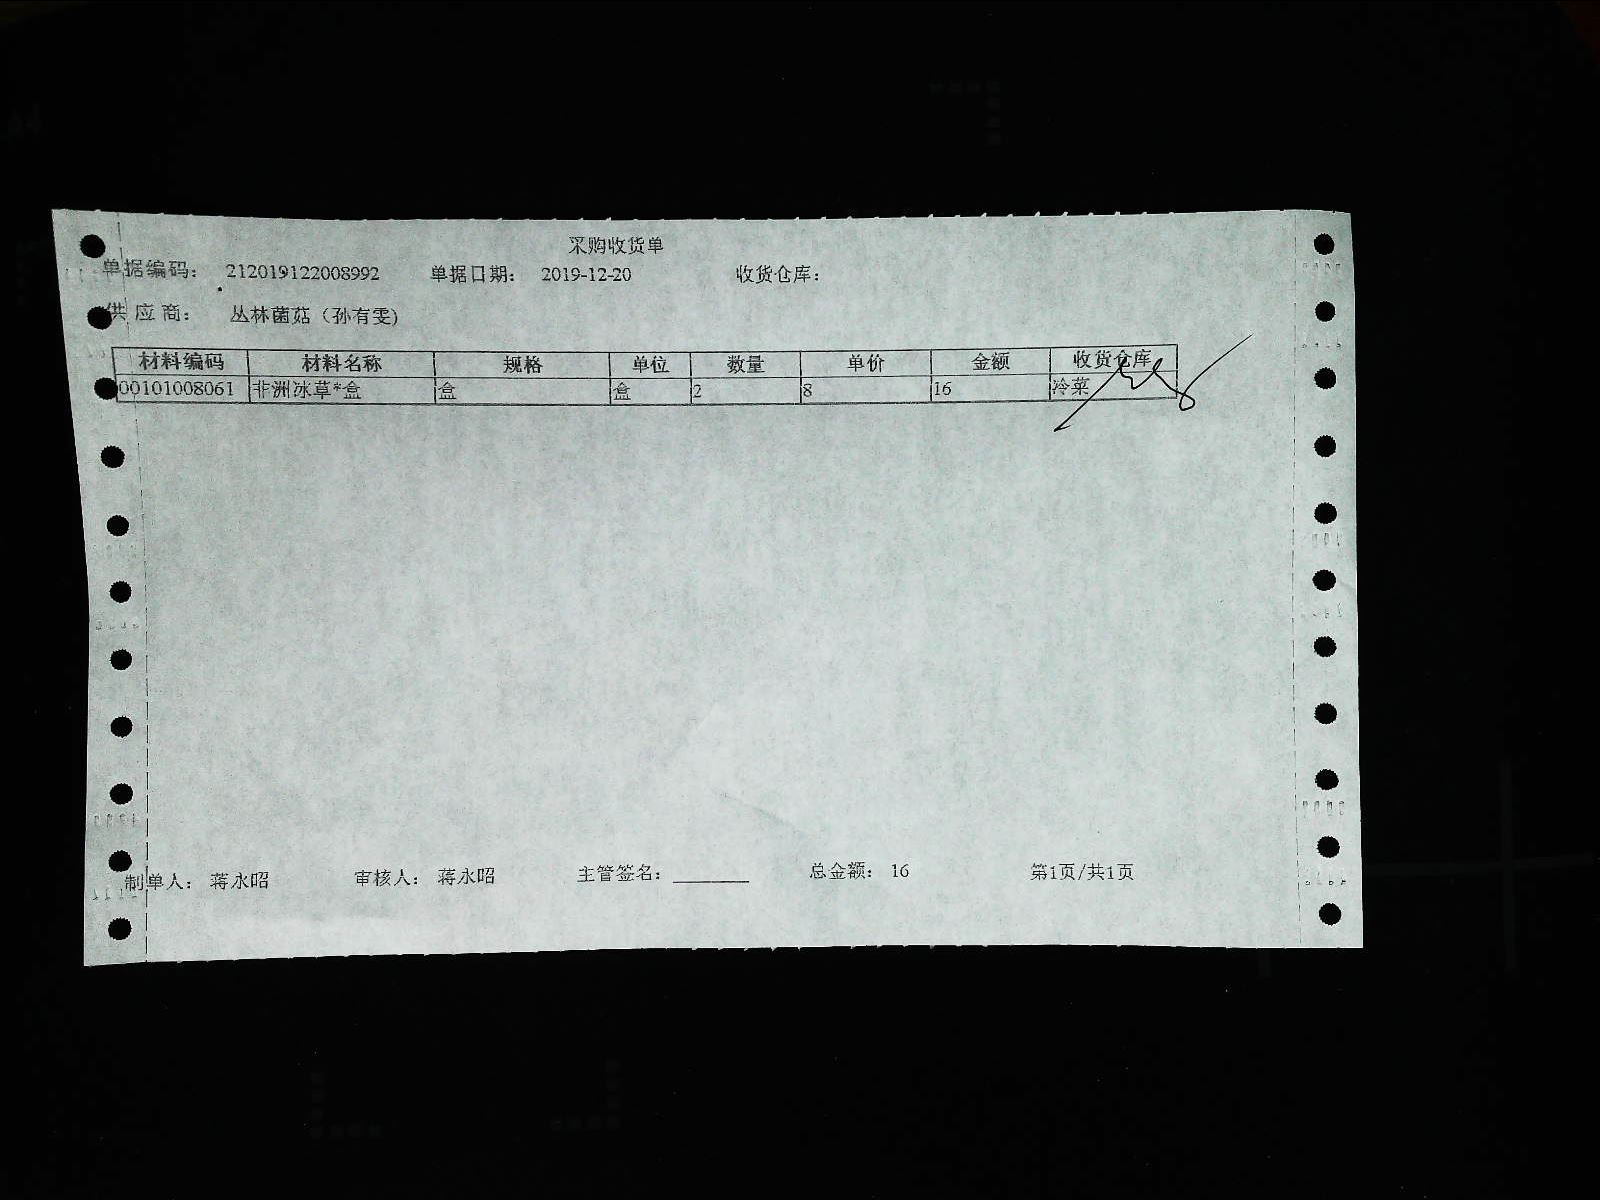 采购收货单
单据编码： 212019122008992 单据日期： 2019-12-20 收货仓库：
供应商： 丛林菌菇（孙有雯)
材料编码 材料名称 规格 单位 数量 单价 金额 收货仓库
00101008061 非洲冰草*盒 盒 盒 2 8 16 冷菜
制单人： 蒋永昭 审核人： 蒋永昭 主管签名： 总金额： 16 第1页/共1页